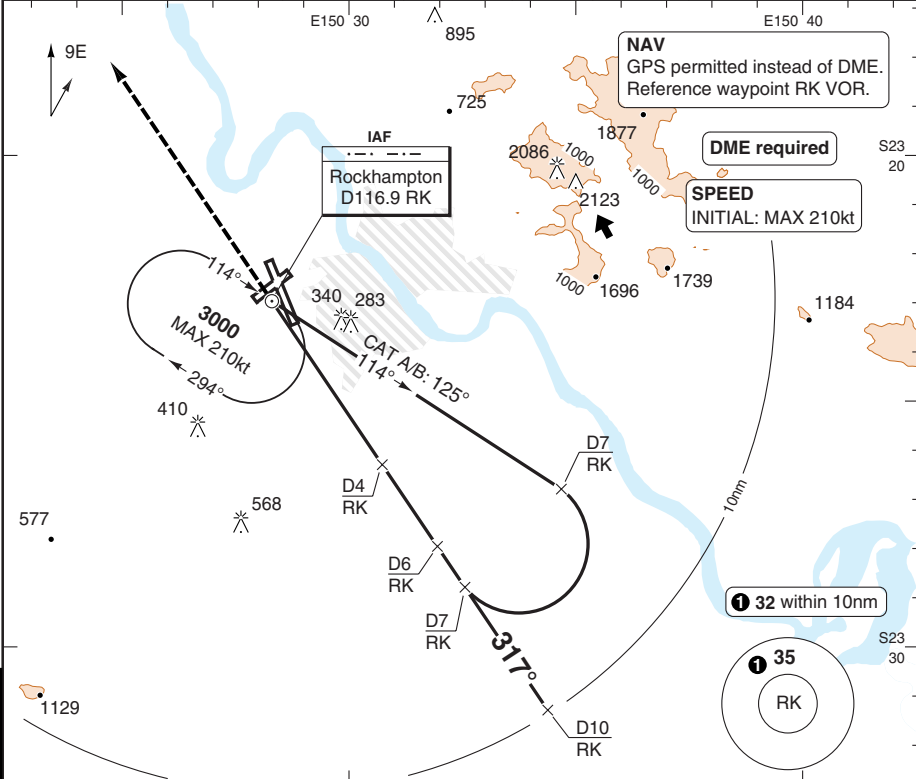 E150 30
E150 40
9E
895
NAV
GPS permitted instead of DME.
Reference waypoint RK VOR.
725
1877
IAF
Rockhampton
D116.9 RK
2086
1000
DME required
S23
20
1000
2123
SPEED
INITIAL: MAX 210kt
114°
1000
1696
1739
3000
MAX 210kt
340
283
1184
CAT A/B: 125°
114°
294°
410
D7
RK
D4
RK
10nm
568
577
D6
RK
D7
RK
1 32 within 10nm
317°
S23
30
1 35
RK
1129
D10
RK